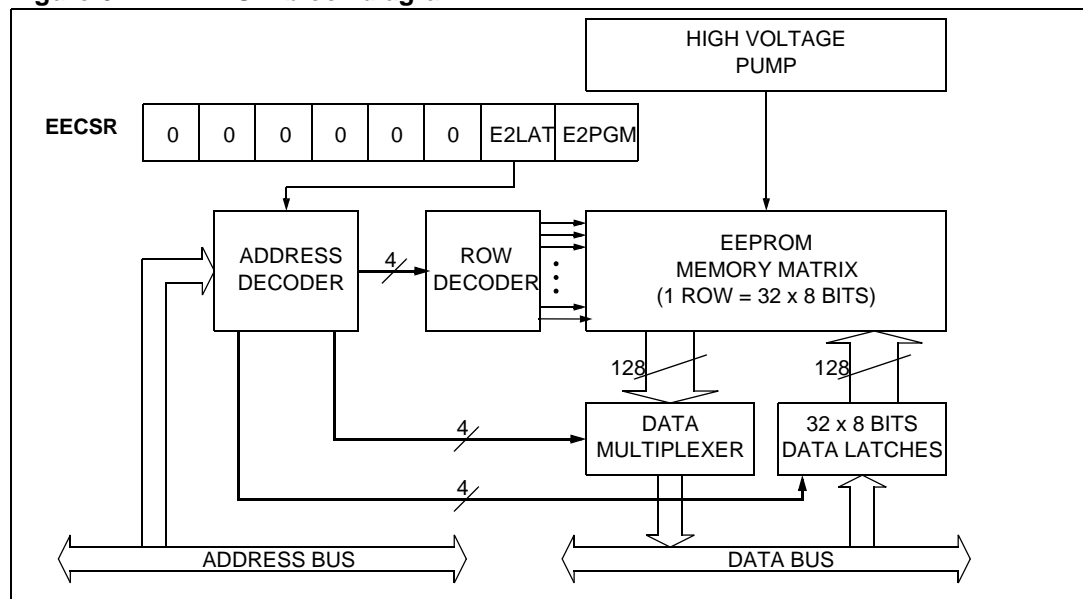 HIGH VOLTAGE
PUMP
EECSR
0 0 0 0 0 0 E2LAT E2PGM
ADDRESS
DECODER
4
ROW
DECODER
EEPROM
MEMORY MATRIX
(1 ROW = 32 x 8 BITS)
128
128
4
DATA
MULTIPLEXER
32 x 8 BITS
DATA LATCHES
4
ADDRESS BUS
DATA BUS